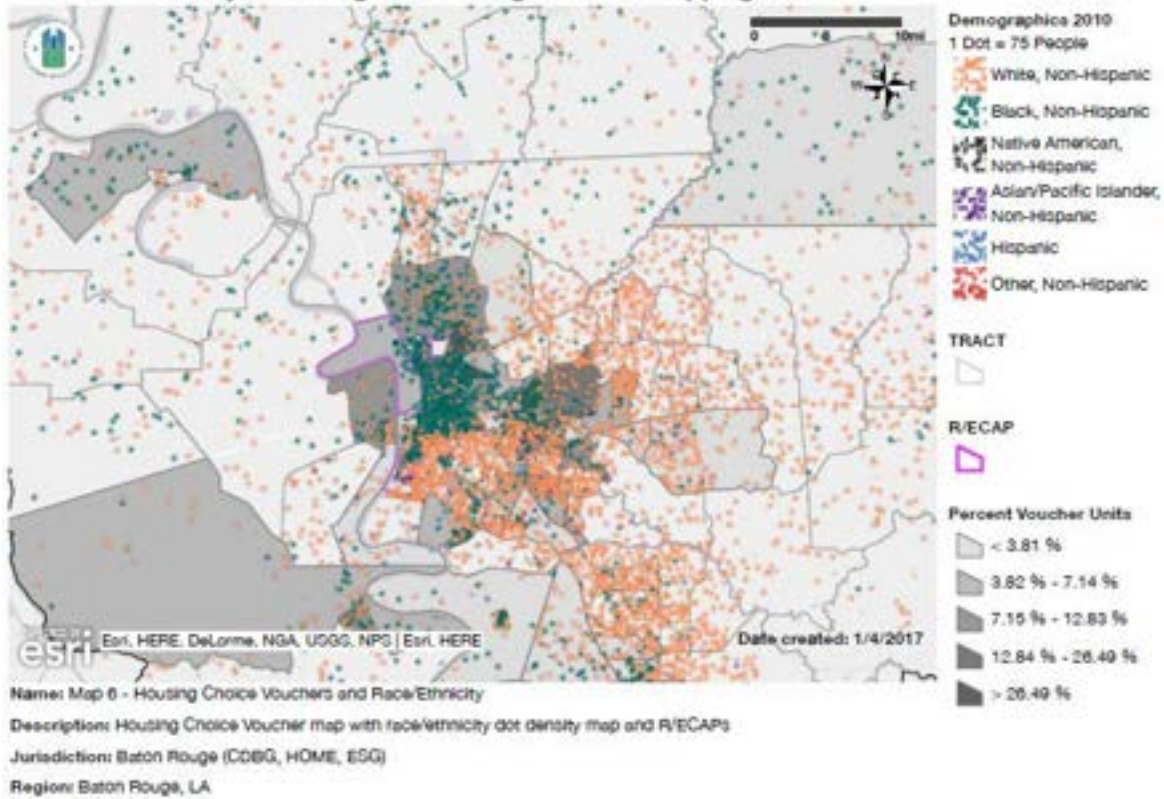 0 10mi
Demographics 2010
1 Dot = 75 People
White, Non-Hispanic
Black, Non-Hispanic
Native American,
Non-Hispanic
Asian/Pacific Islander,
Non-Hispanic
Hispanic
Other, Non-Hispanic
TRACT
R/ECAP
Percent Voucher Units
< 3.81 %
3.82 % - 7.14 %
7.15 % - 12.83 %
12.84 % - 26.49 %
> 26.49 %
esri
Esri, HERE, DeLorme, NGA, USGS, NPS | Esri, HERE
Date created: 1/4/2017
Name: Map 6 - Housing Choice Vouchers and Race/Ethnicity
Description: Housing Choice Voucher map with race/ethnicity dot density map and R/ECAPs
Jurisdiction: Baton Rouge (CDBG, HOME, ESG)
Region: Baton Rouge, LA